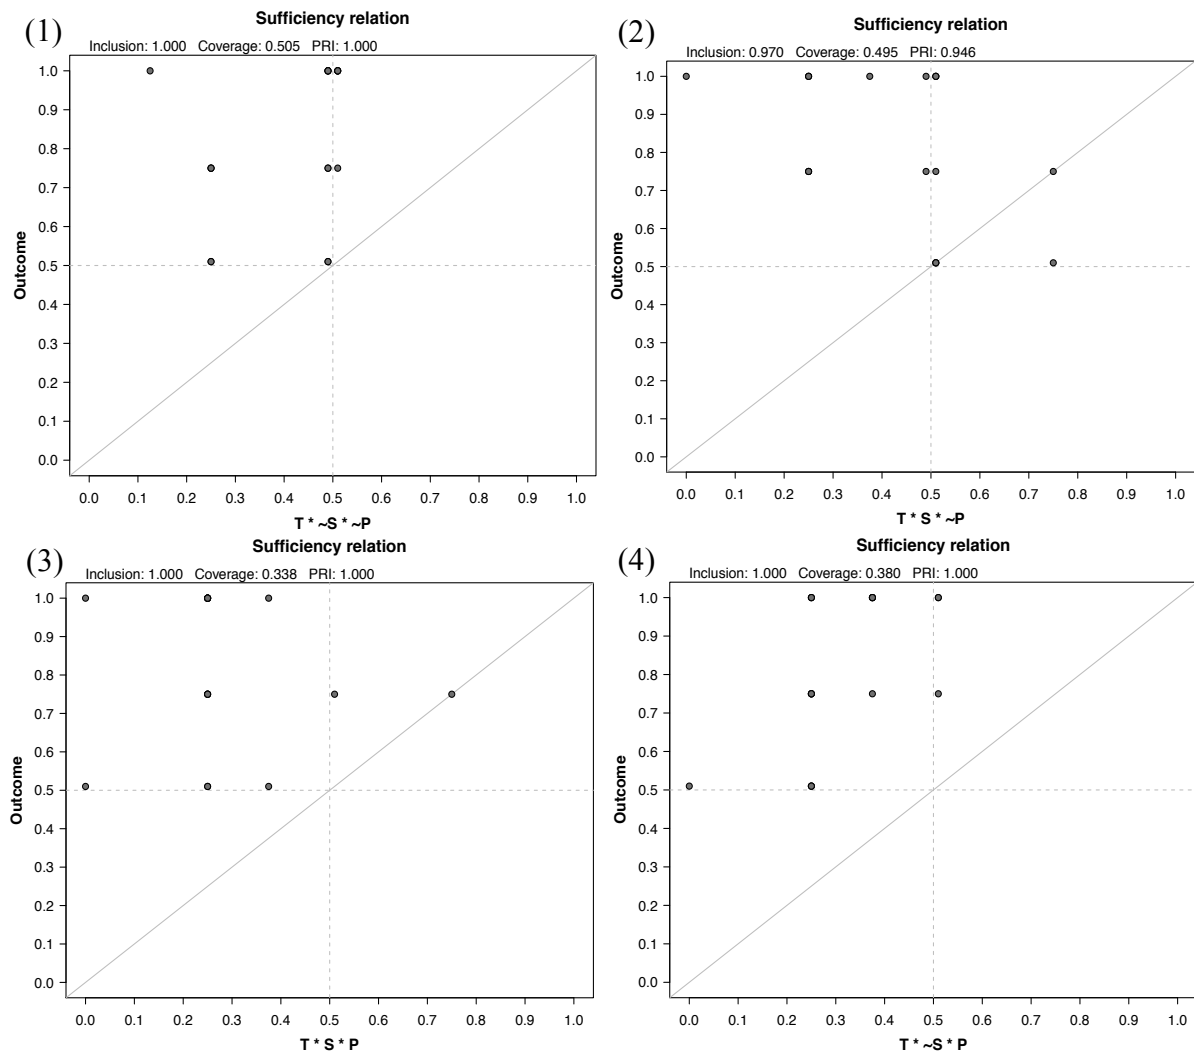 (1)
Sufficiency relation
Inclusion: 1.000 Coverage: 0.505 PRI: 1.000
1.0
0.9
0.8
0.7
0.6
0.5
0.4
0.3
0.2
0.1
0.0
Outcome
0.0 0.1 0.2 0.3 0.4 0.5 0.6 0.7 0.8 0.9 1.0
T * ~S * ~P
(2)
Sufficiency relation
Inclusion: 0.970 Coverage: 0.495 PRI: 0.946
1.0
0.9
0.8
0.7
0.6
0.5
0.4
0.3
0.2
0.1
0.0
Outcome
0.0 0.1 0.2 0.3 0.4 0.5 0.6 0.7 0.8 0.9 1.0
T * S * ~P
(3)
Sufficiency relation
Inclusion: 1.000 Coverage: 0.338 PRI: 1.000
1.0
0.9
0.8
0.7
0.6
0.5
0.4
0.3
0.2
0.1
0.0
Outcome
0.0 0.1 0.2 0.3 0.4 0.5 0.6 0.7 0.8 0.9 1.0
T * S * P
(4)
Sufficiency relation
Inclusion: 1.000 Coverage: 0.380 PRI: 1.000
1.0
0.9
0.8
0.7
0.6
0.5
0.4
0.3
0.2
0.1
0.0
Outcome
0.0 0.1 0.2 0.3 0.4 0.5 0.6 0.7 0.8 0.9 1.0
T * ~S * P